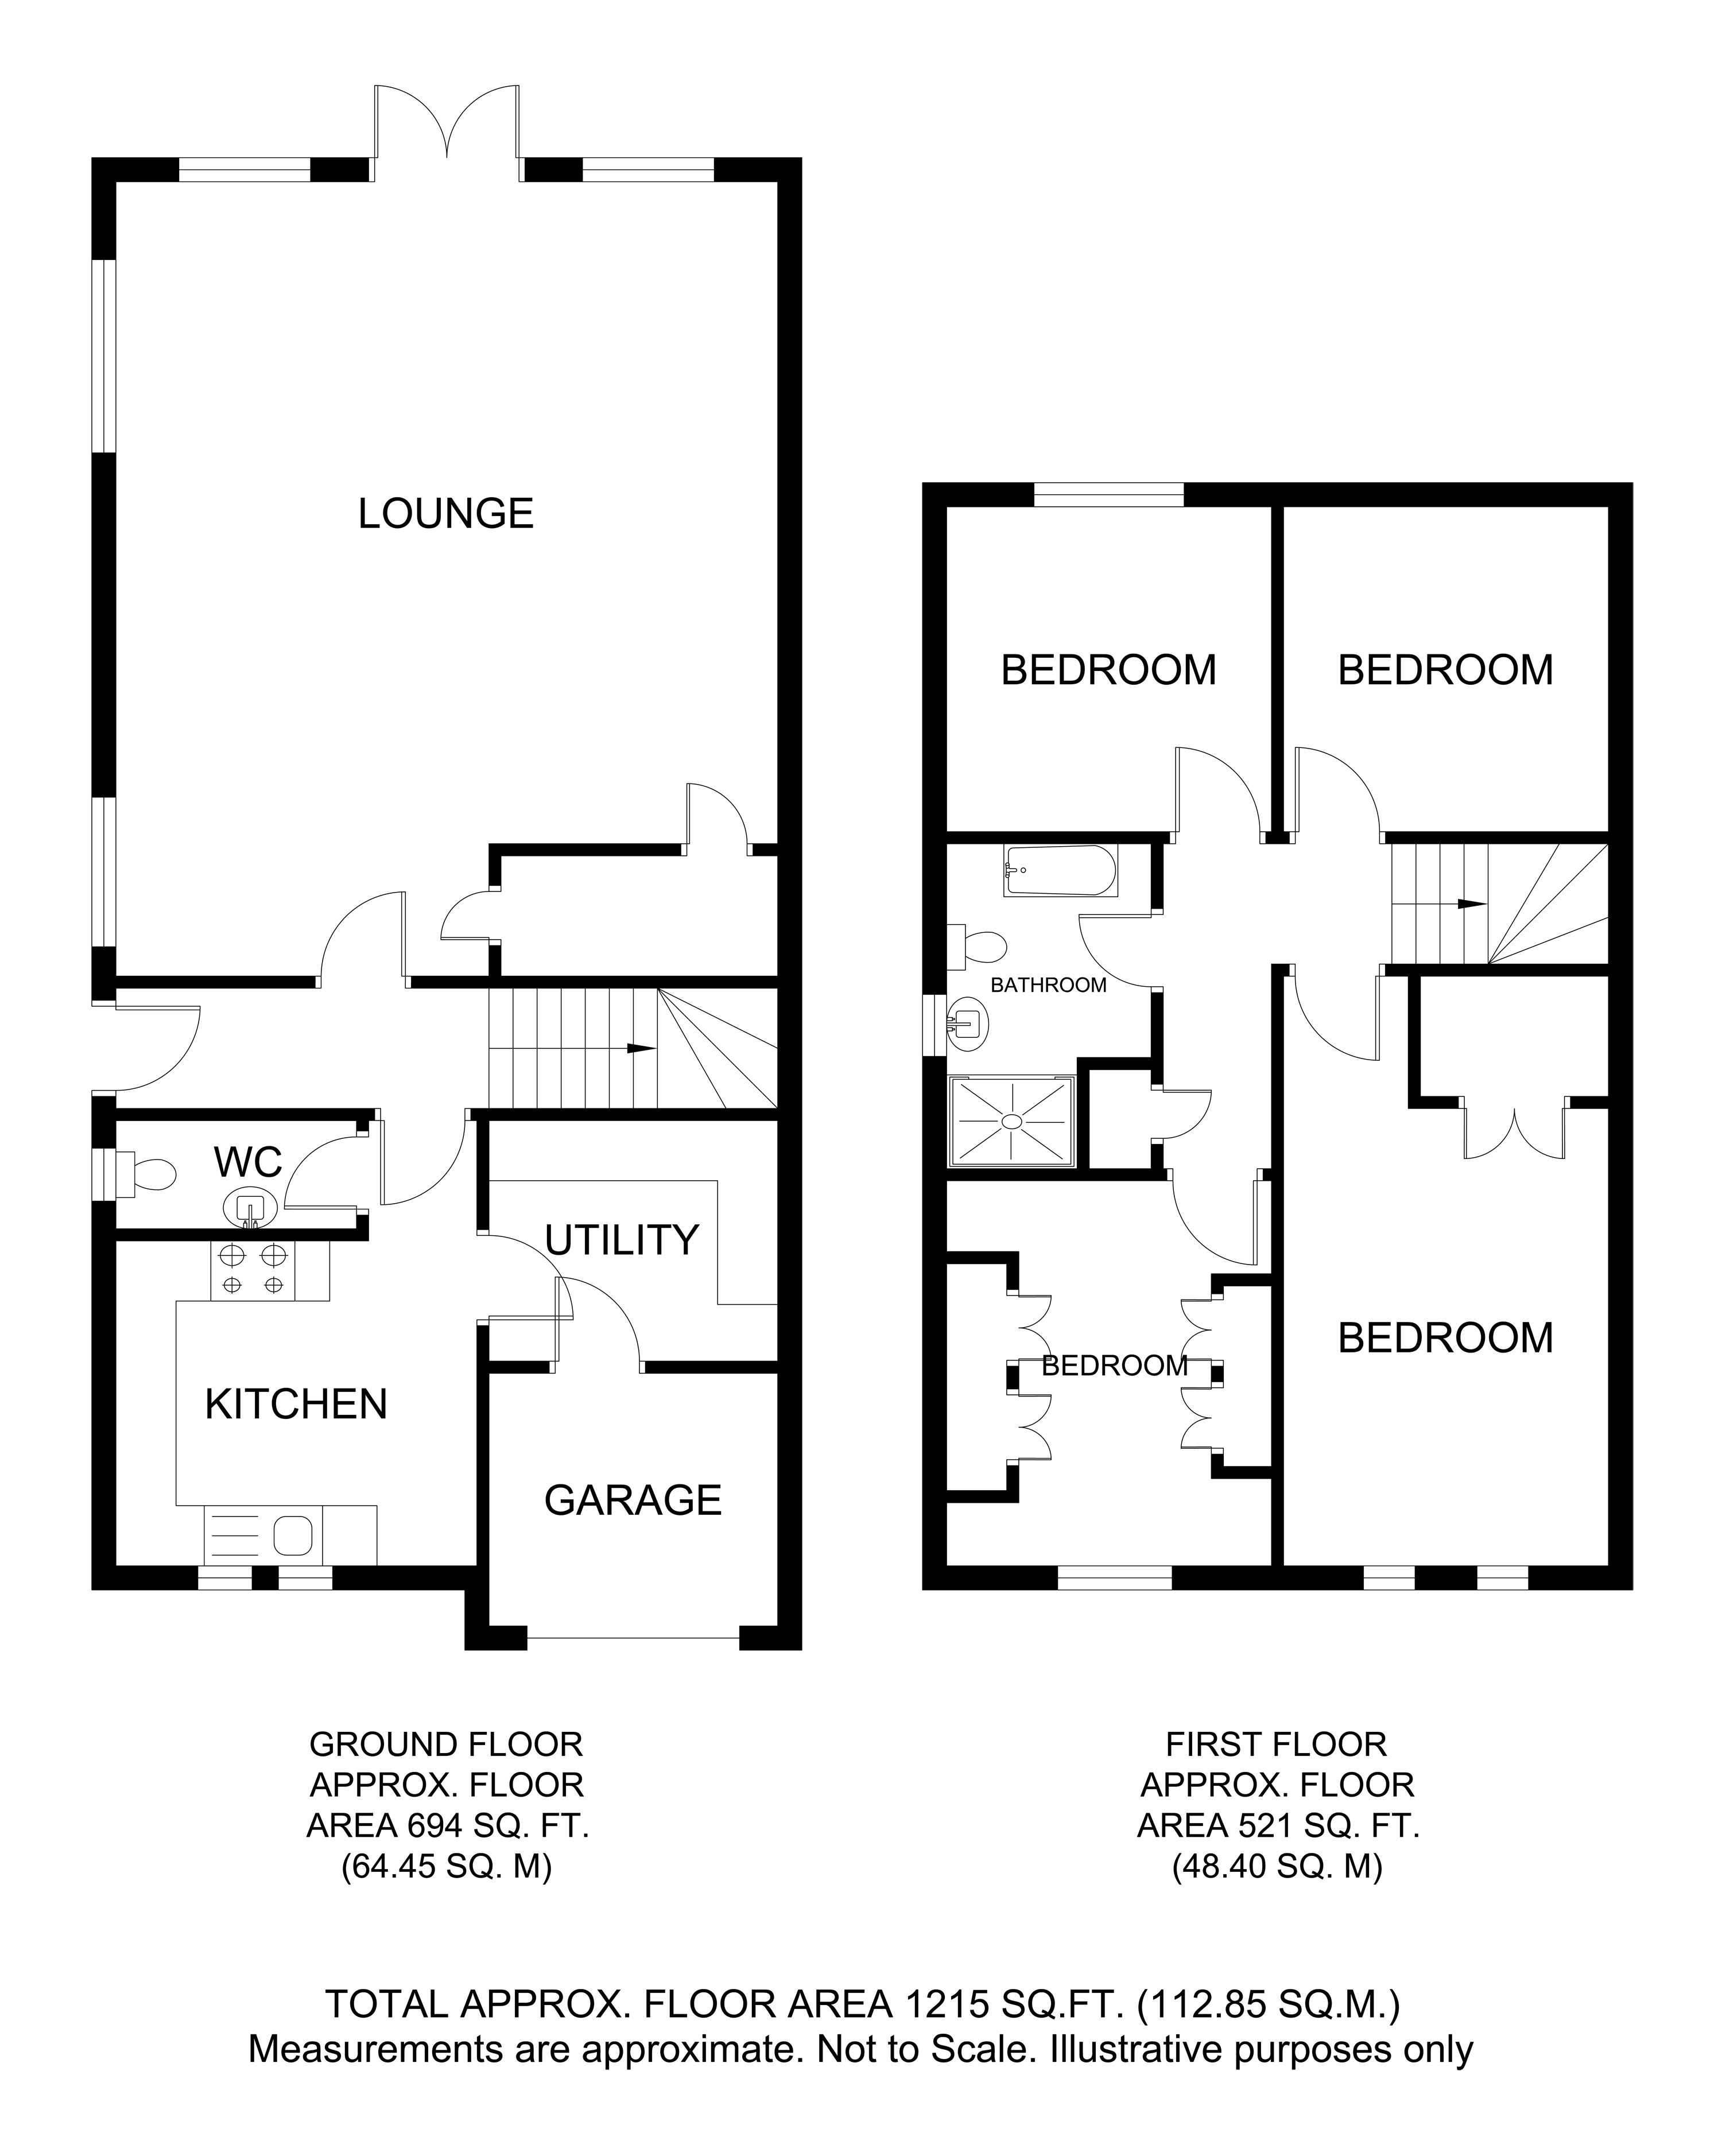 LOUNGE
WC
UTILITY
KITCHEN
GARAGE
BEDROOM
BEDROOM
BATHROOM
BEDROOM
BEDROOM
GROUND FLOOR
APPROX. FLOOR
AREA 694 SQ. FT.
(64.45 SQ. M)
FIRST FLOOR
APPROX. FLOOR
AREA 521 SQ. FT.
(48.40 SQ. M)
TOTAL APPROX. FLOOR AREA 1215 SQ.FT. (112.85 SQ.M.)
Measurements are approximate. Not to Scale. Illustrative purposes only